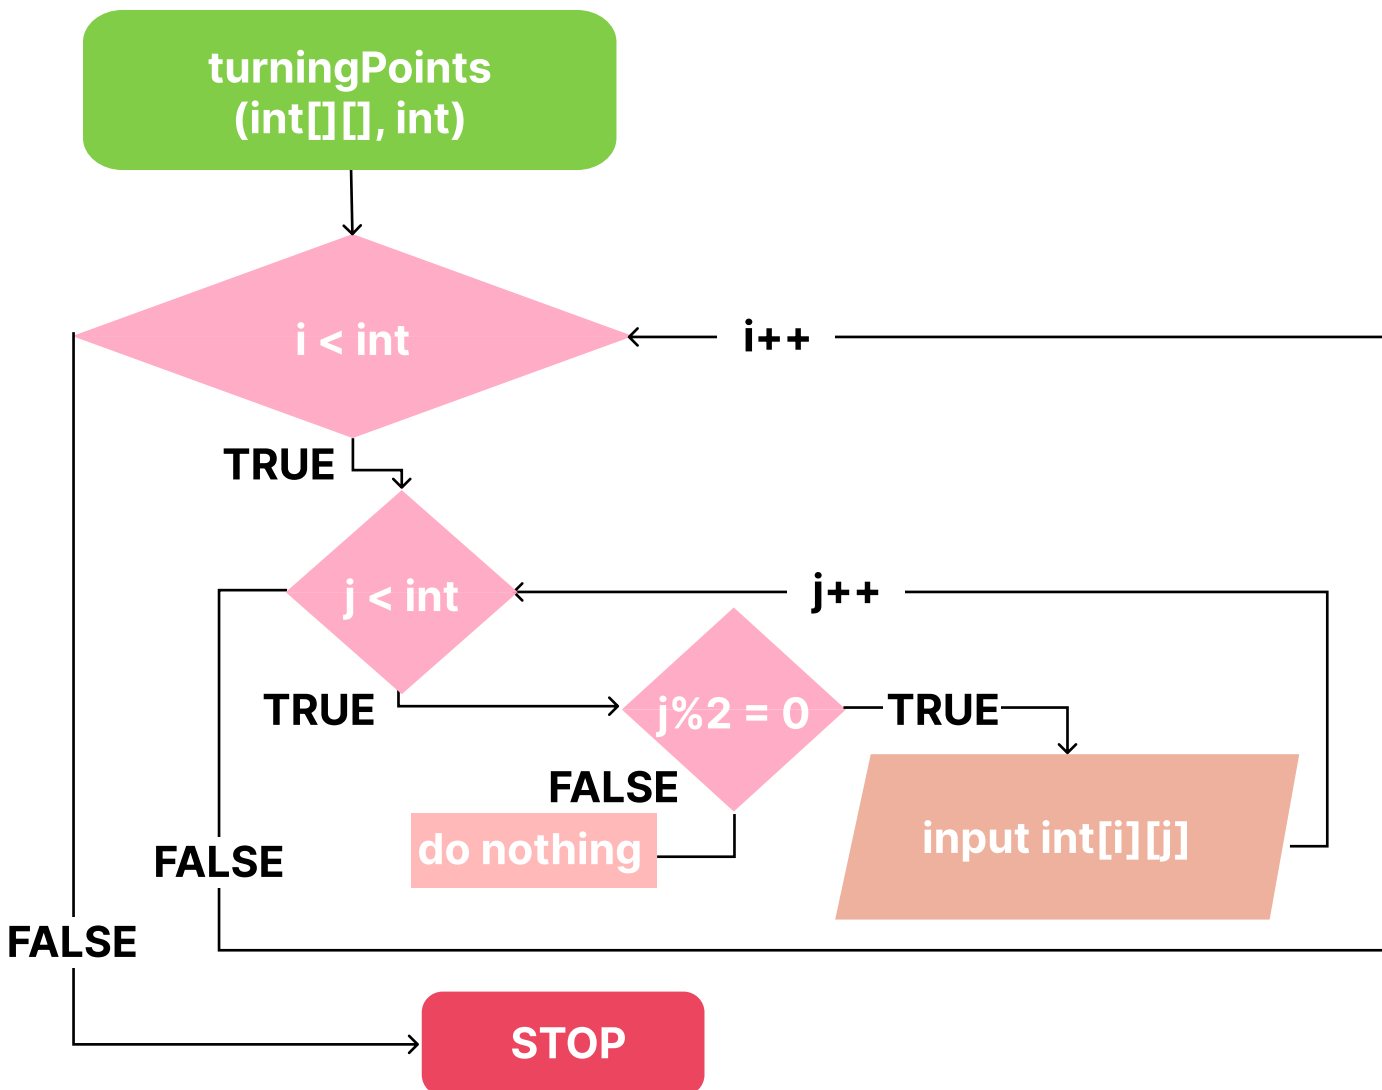 turningPoints
(int[][], int)
i < int
i++
TRUE
j < int
j++
TRUE
j%2 = 0
TRUE
FALSE
do nothing
input int[i][j]
FALSE
FALSE
STOP